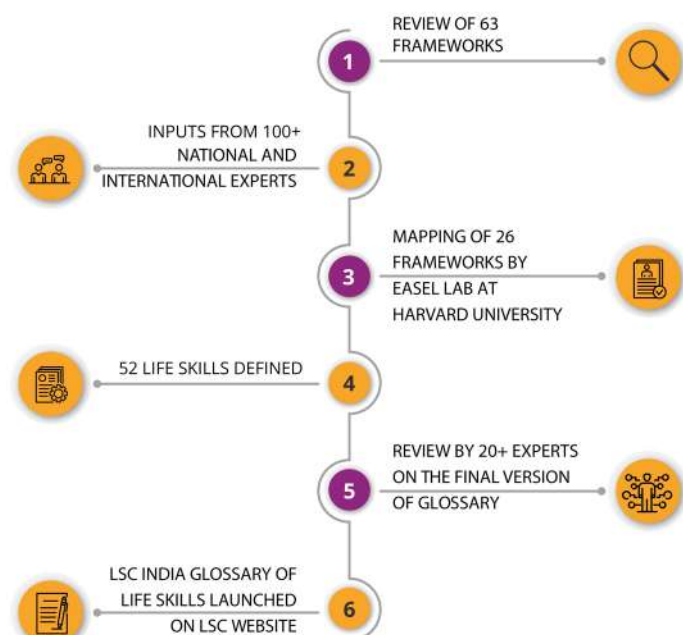 1
REVIEW OF 63
FRAMEWORKS
INPUTS FROM 100+
NATIONAL AND
INTERNATIONAL EXPERTS
2
3
MAPPING OF 26
FRAMEWORKS BY
EASEL LAB AT
HARVARD UNIVERSITY
52 LIFE SKILLS DEFINED
4
5
REVIEW BY 20+ EXPERTS
ON THE FINAL VERSION
OF GLOSSARY
LSC INDIA GLOSSARY OF
LIFE SKILLS LAUNCHED
ON LSC WEBSITE
6